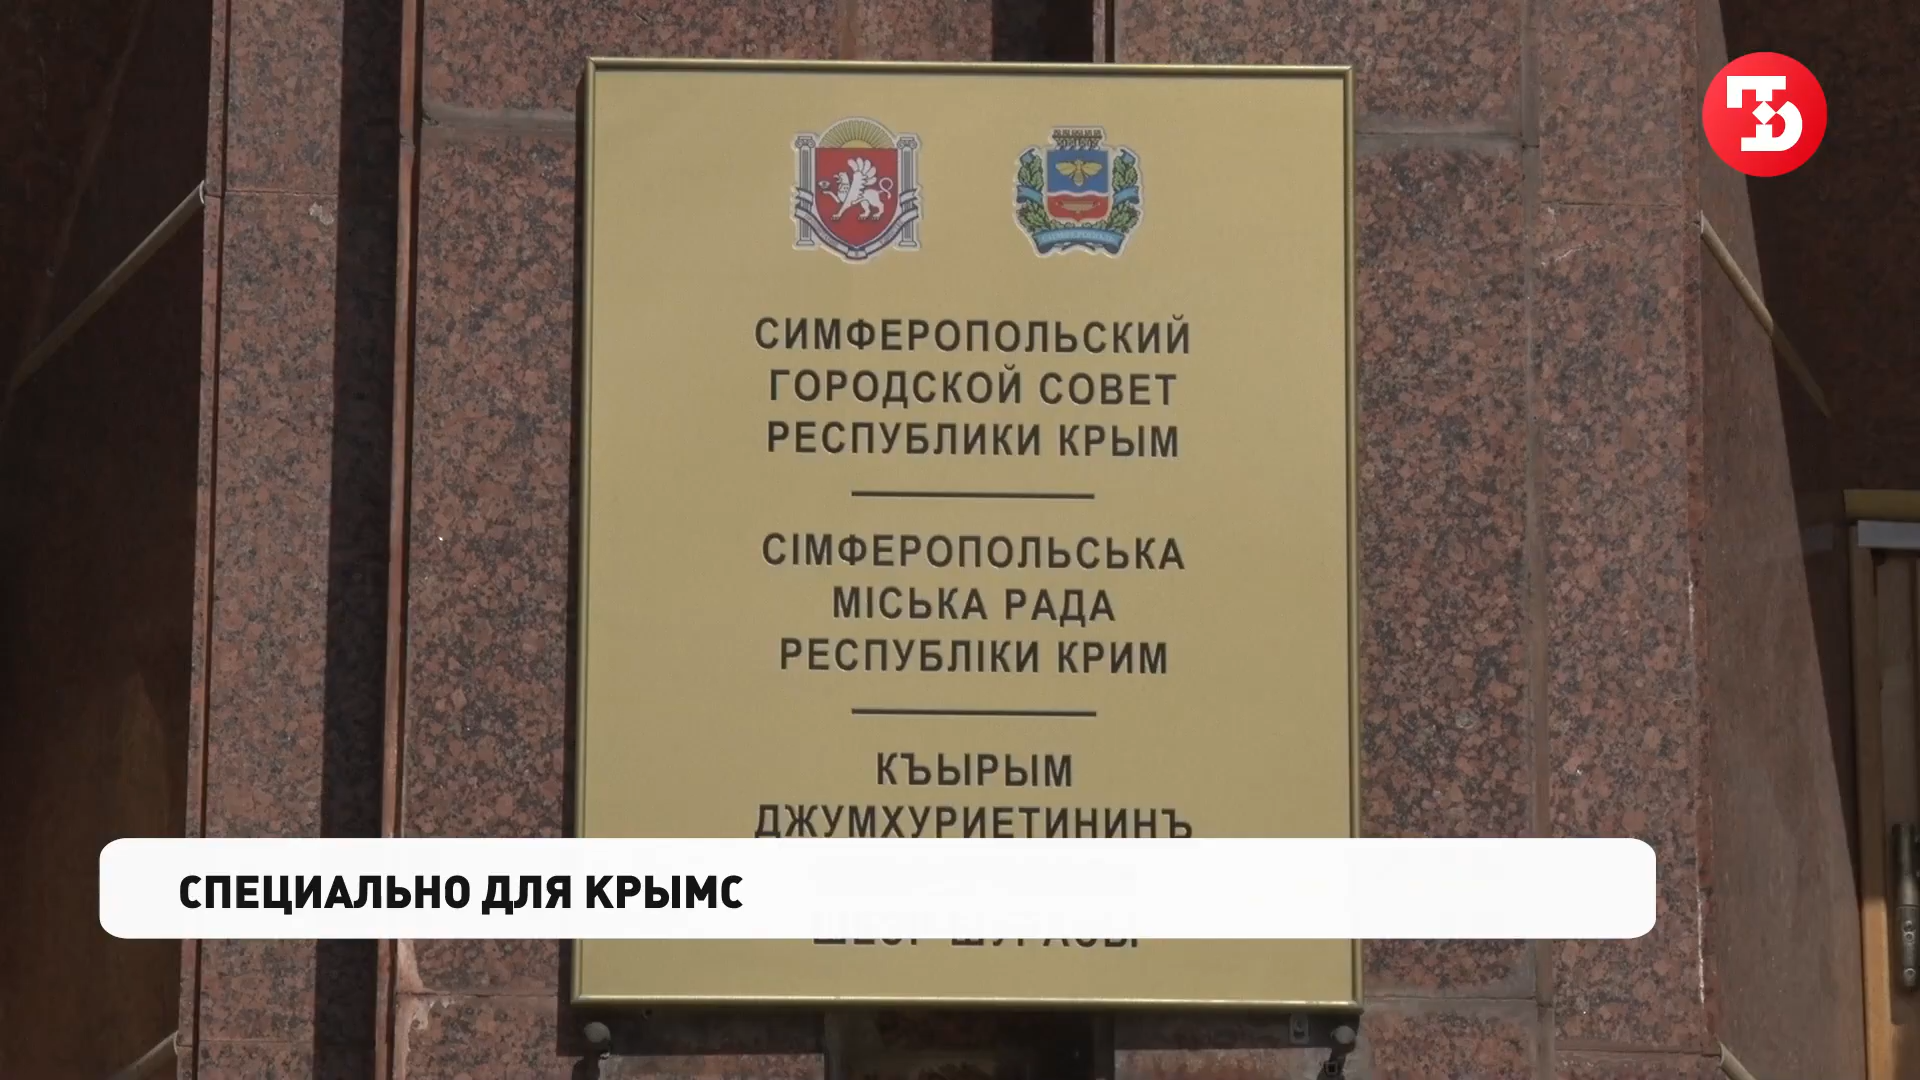 СИМФЕРОПОЛЬСКИЙ
ГОРОДСКОЙ СОВЕТ
РЕСПУБЛИКИ КРЫМ
СІМФЕРОПОЛЬСЬКА
МІСЬКА РАДА
РЕСПУБЛІКИ КРИМ
КЪЫРЫМ
ДЖУМХУРИЕТИНИНЪ
СПЕЦИАЛЬНО ДЛЯ КРЫМС